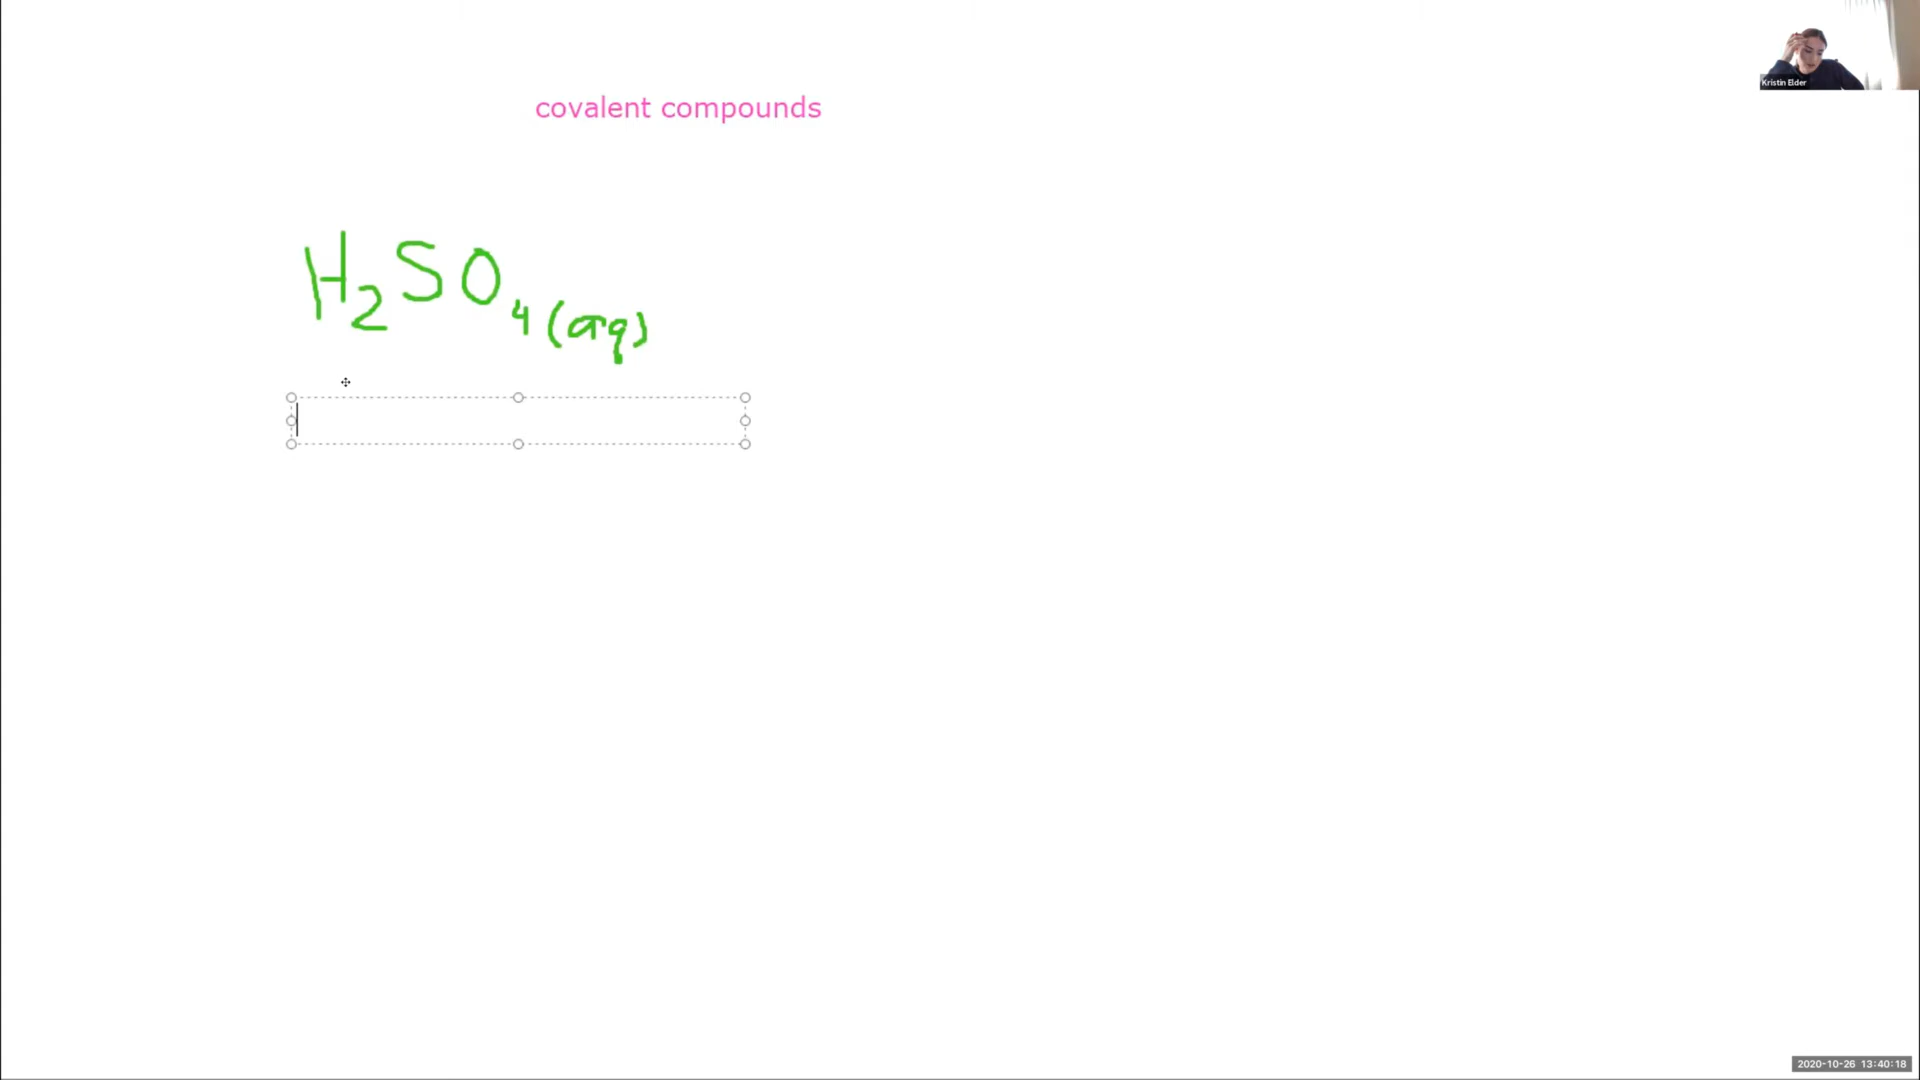 Kristin Elder
covalent compounds
H₂SO₄(aq)
2020-10-26 13:40:18